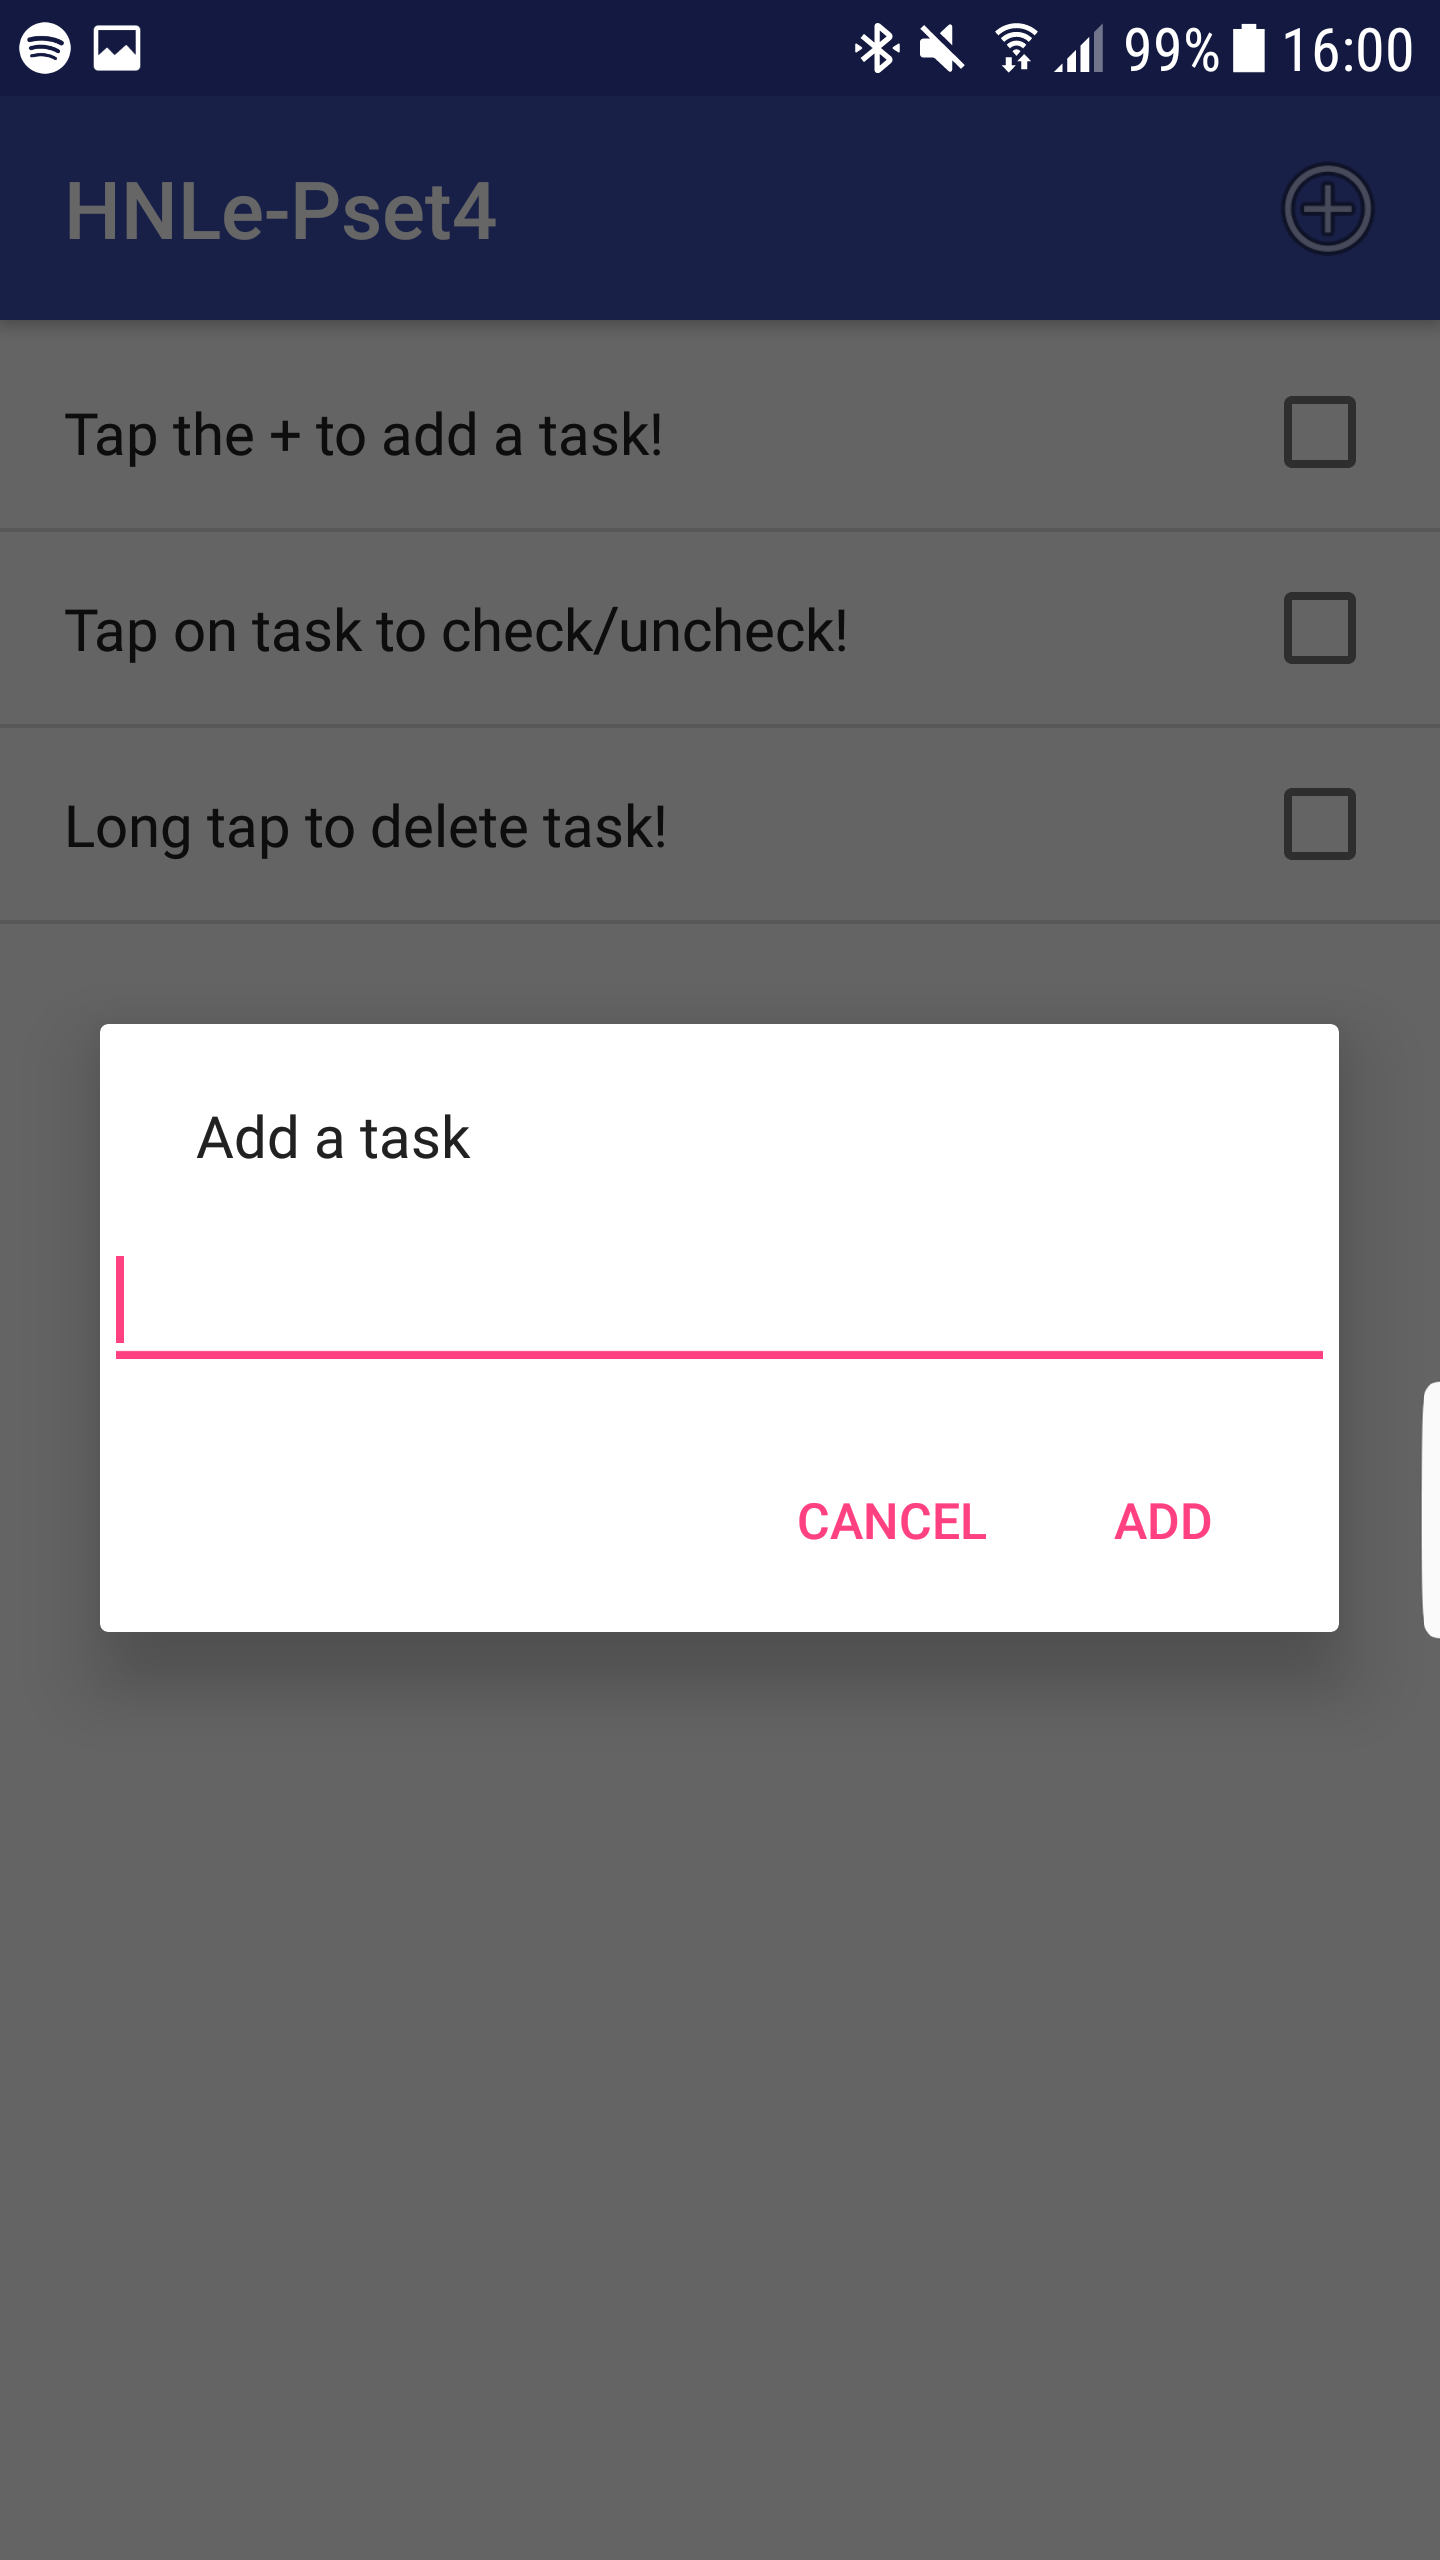 99% 16:00
HNLe-Pset4
Tap the + to add a task!
Tap on task to check/uncheck!
Long tap to delete task!
Add a task
CANCEL ADD